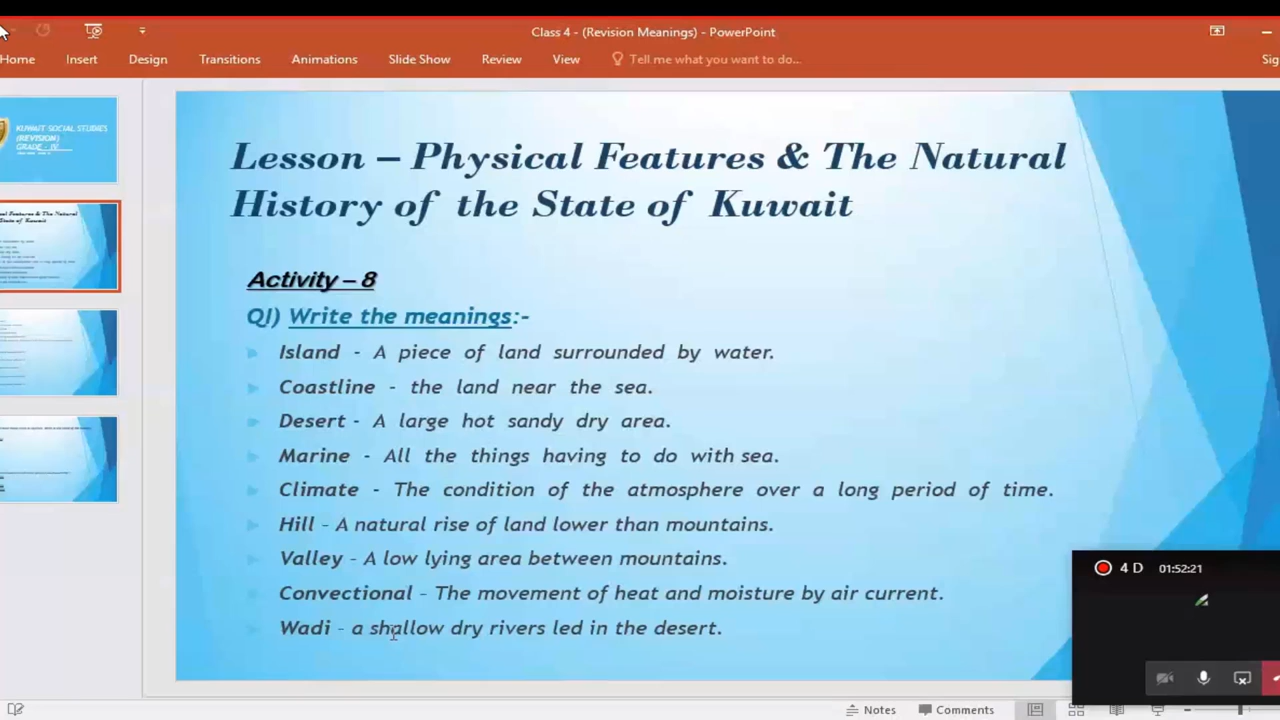 Class 4 - (Revision Meanings) - PowerPoint
Home Insert Design Transitions Animations Slide Show Review View Tell me what you want to do...
KUWAIT SOCIAL STUDIES
(REVISION)
GRADE - IV
Lesson – Physical Features & The Natural
History of the State of Kuwait
Activity – 8
QI) Write the meanings:-
Island - A piece of land surrounded by water.
Coastline - the land near the sea.
Desert - A large hot sandy dry area.
Marine - All the things having to do with sea.
Climate - The condition of the atmosphere over a long period of time.
Hill - A natural rise of land lower than mountains.
Valley - A low lying area between mountains.
Convectional - The movement of heat and moisture by air current.
Wadi - a shallow dry rivers led in the desert.
4 D 01:52:21
Notes Comments